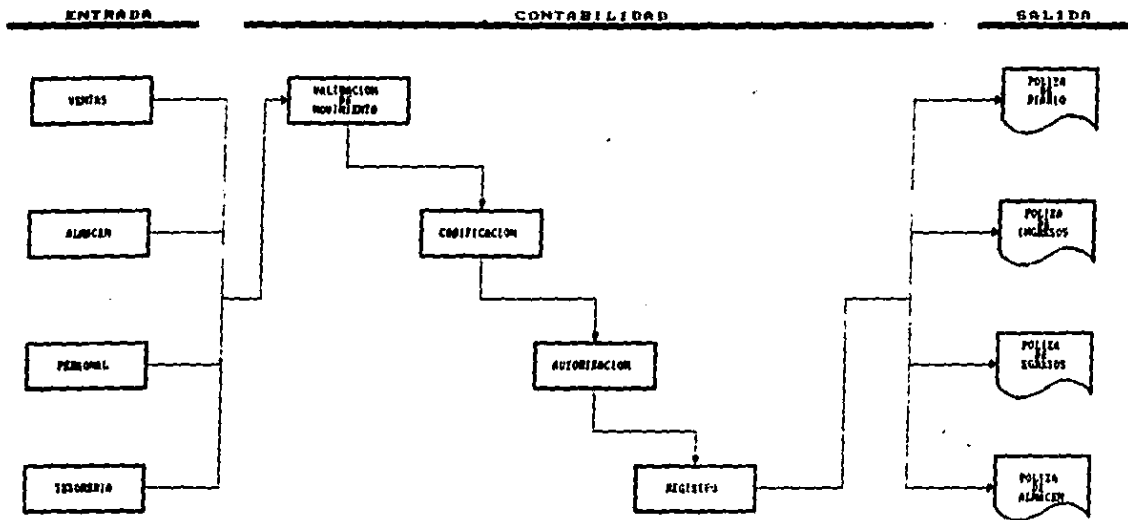 ENTRADA
CONTABILIDAD
SALIDA
VENTAS
VALIDACION
DE
MOVIMIENTO
POLIZA
DE
DIARIO
ALMACEN
CODIFICACION
POLIZA
DE
INGRESOS
PERSONAL
AUTORIZACION
POLIZA
DE
EGRESOS
TESORERIA
REGISTRO
POLIZA
DE
ALMACEN